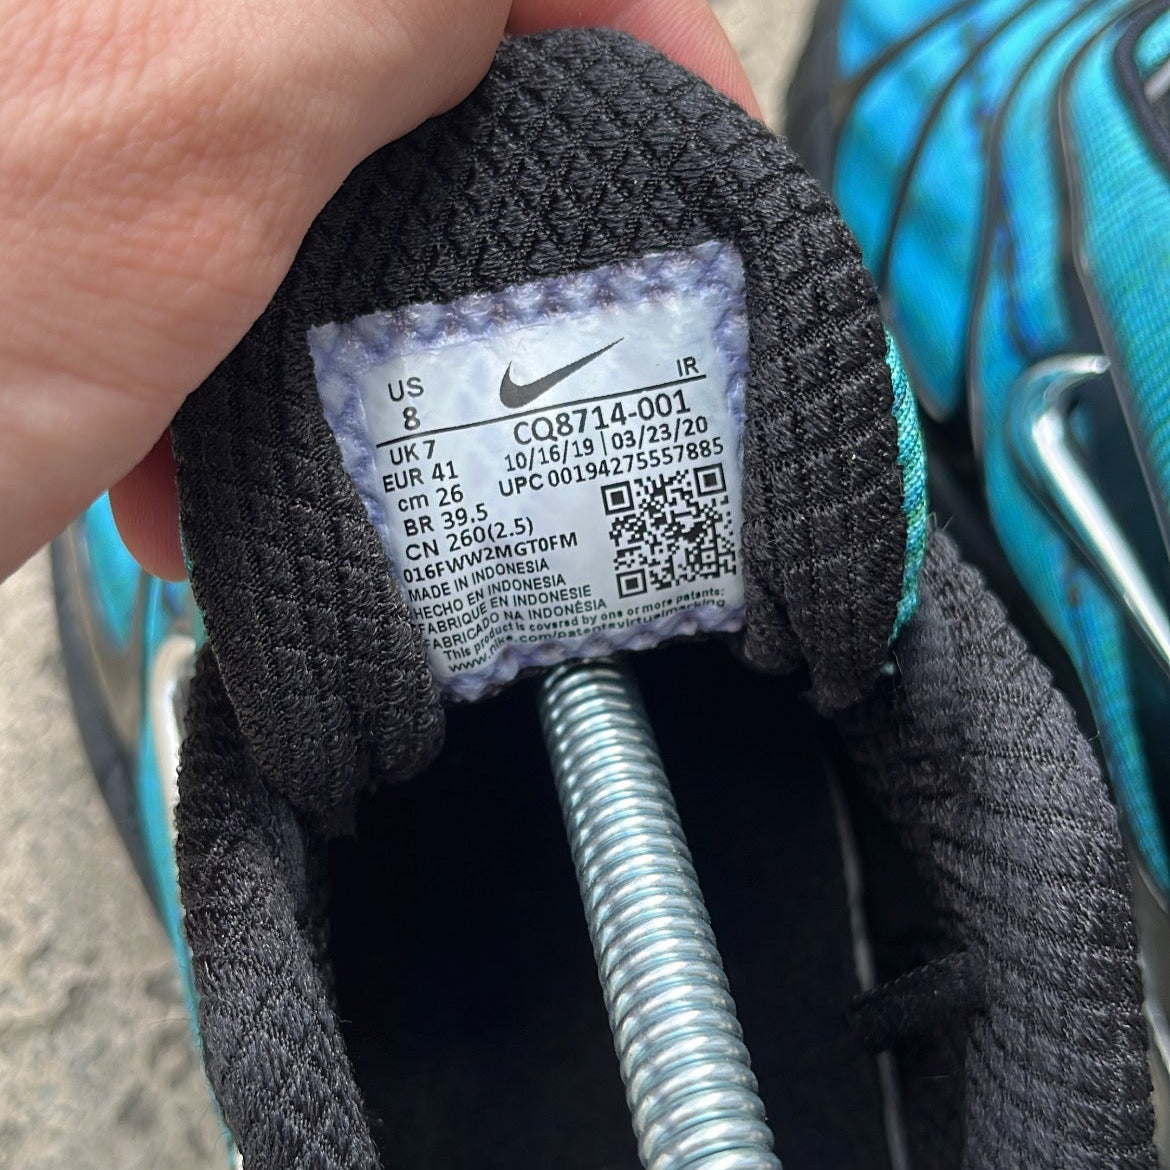 US
8
IR
CQ8714-001
UK 7
10/16/19 | 03/23/20
EUR 41
UPC 00194275557885
cm 26
BR 39.5
CN 260(2.5)
016FWW2MGT0FM
MADE IN INDONESIA
HECHO EN INDONESIA
FABRIQUE EN INDONESIE
FABRICADO NA INDONÉSIA
This product is covered by one or more patents:
www.nike.com/patentsvirtualmarking